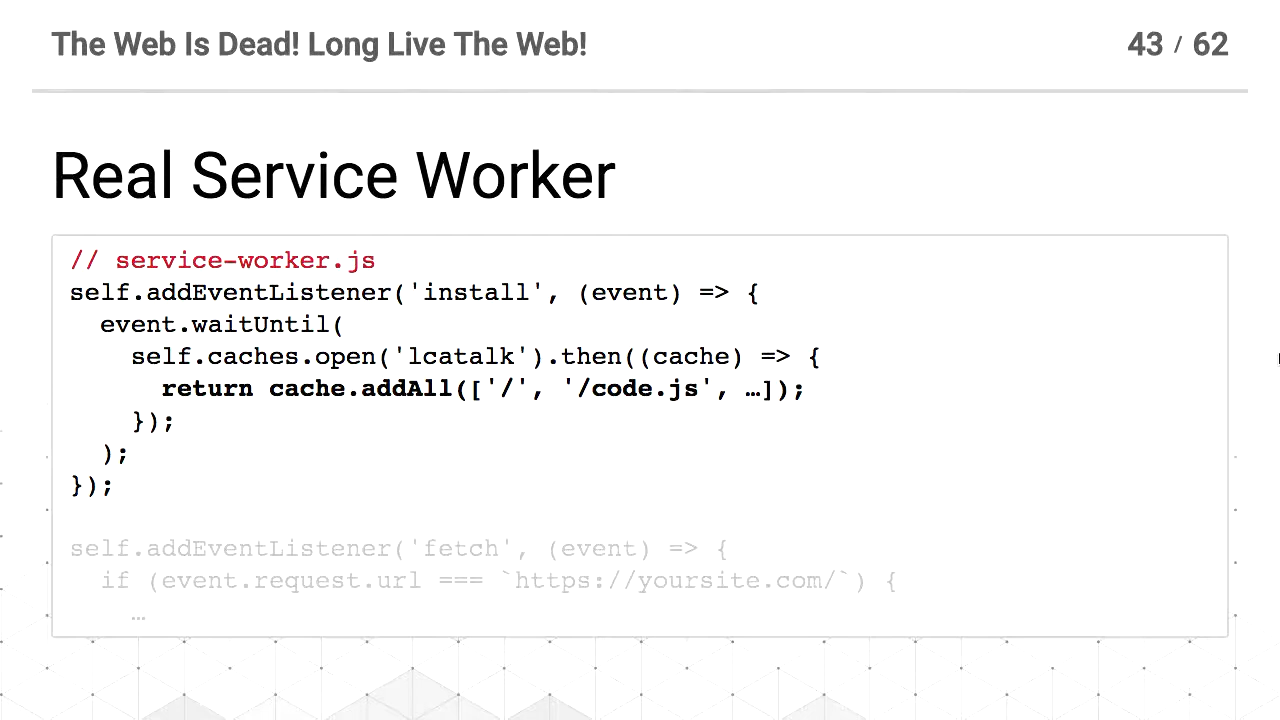 The Web Is Dead! Long Live The Web!
43 / 62
Real Service Worker
// service-worker.js
self.addEventListener('install', (event) => {
  event.waitUntil(
    self.caches.open('lcatalk').then((cache) => {
      return cache.addAll(['/', '/code.js', …]);
    });
  );
});
self.addEventListener('fetch', (event) => {
  if (event.request.url === `https://yoursite.com/`) {
    …